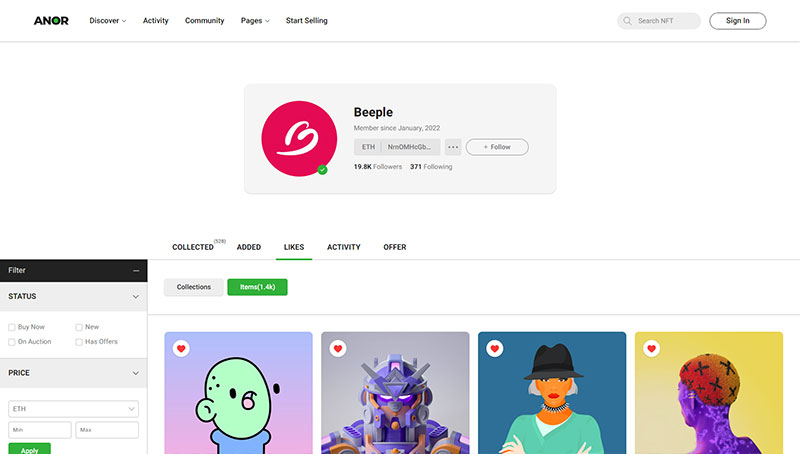 ANOR Discover Activity Community Pages Start Selling Search NFT Sign In
Beeple
Member since January, 2022
ETH NrnOMHcGb... ••• + Follow
19.8K Followers 371 Following
COLLECTED (528) ADDED LIKES ACTIVITY OFFER
Filter
Collections Items(1.4k)
STATUS
Buy Now New
On Auction Has Offers
PRICE
ETH
Min Max
Apply